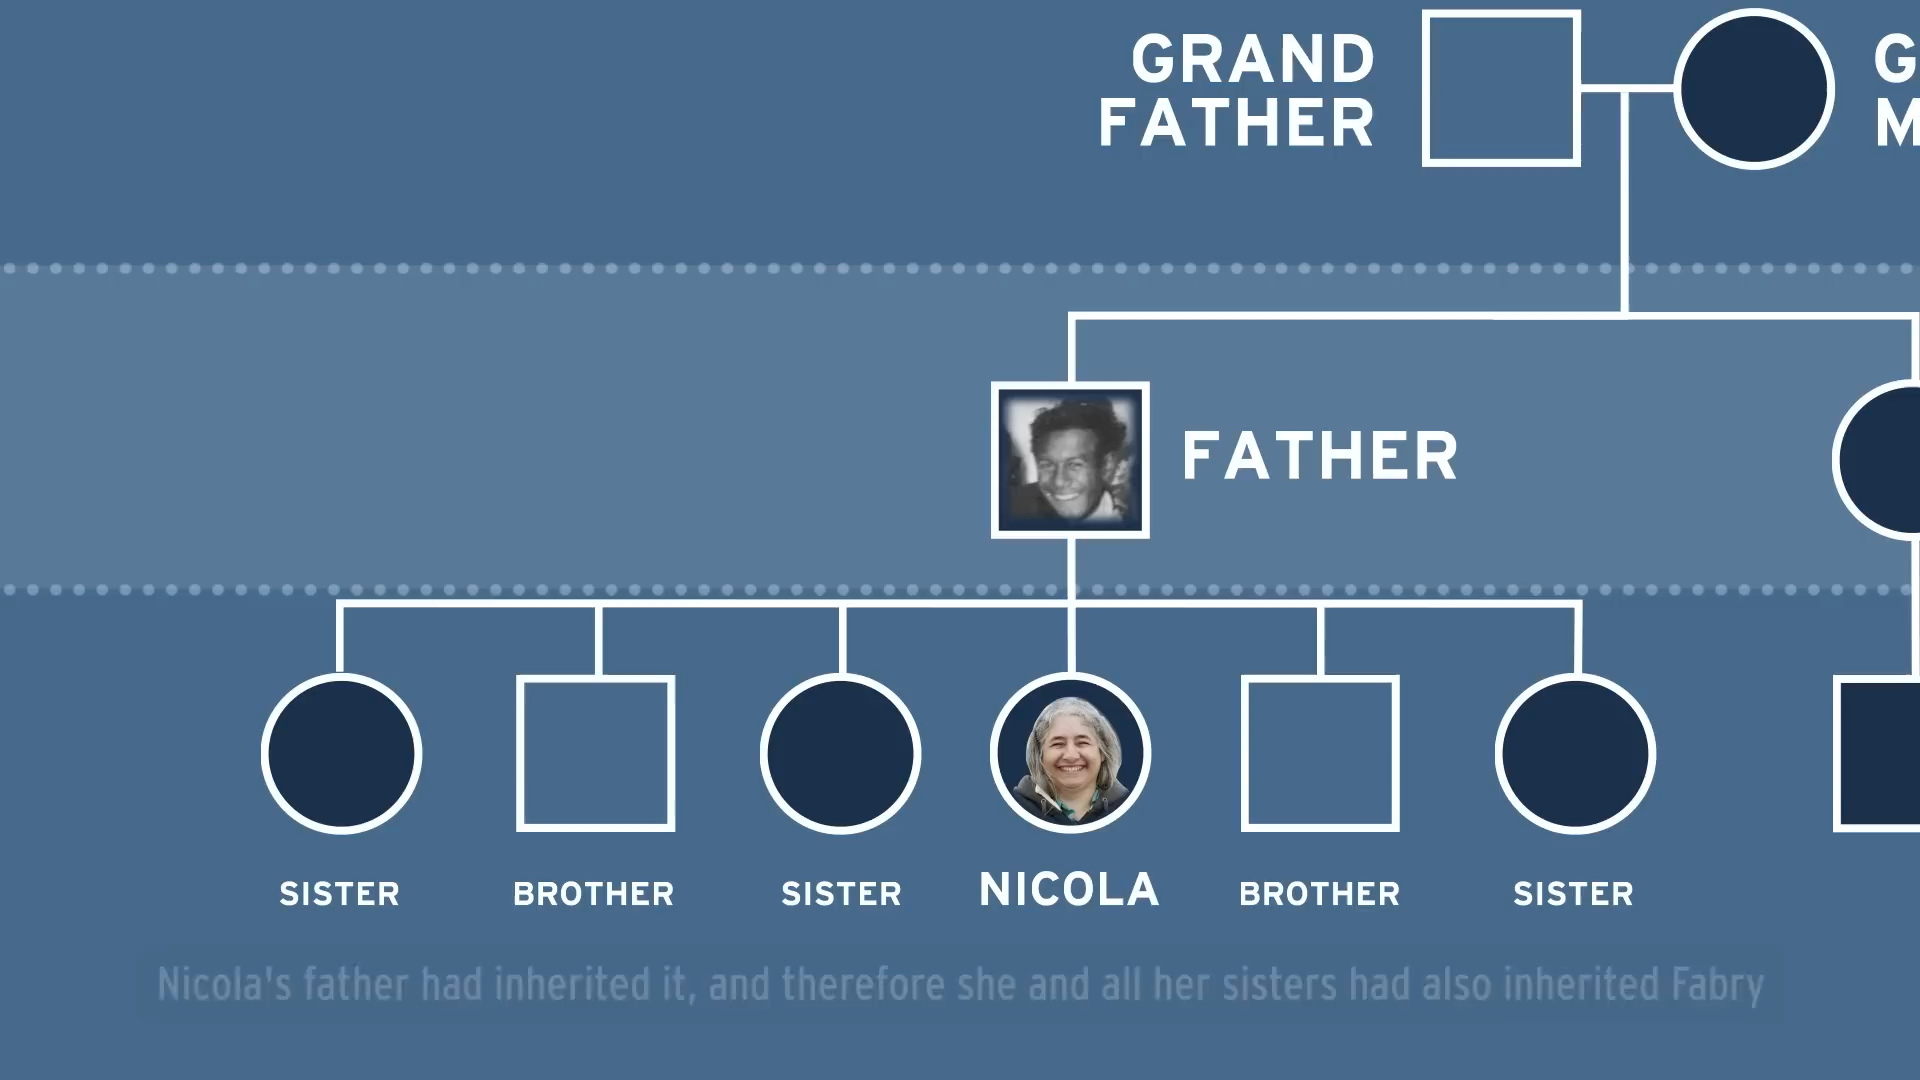 GRAND
FATHER
G
M
FATHER
SISTER
BROTHER
SISTER
NICOLA
BROTHER
SISTER
Nicola's father had inherited it, and therefore she and all her sisters had also inherited Fabry